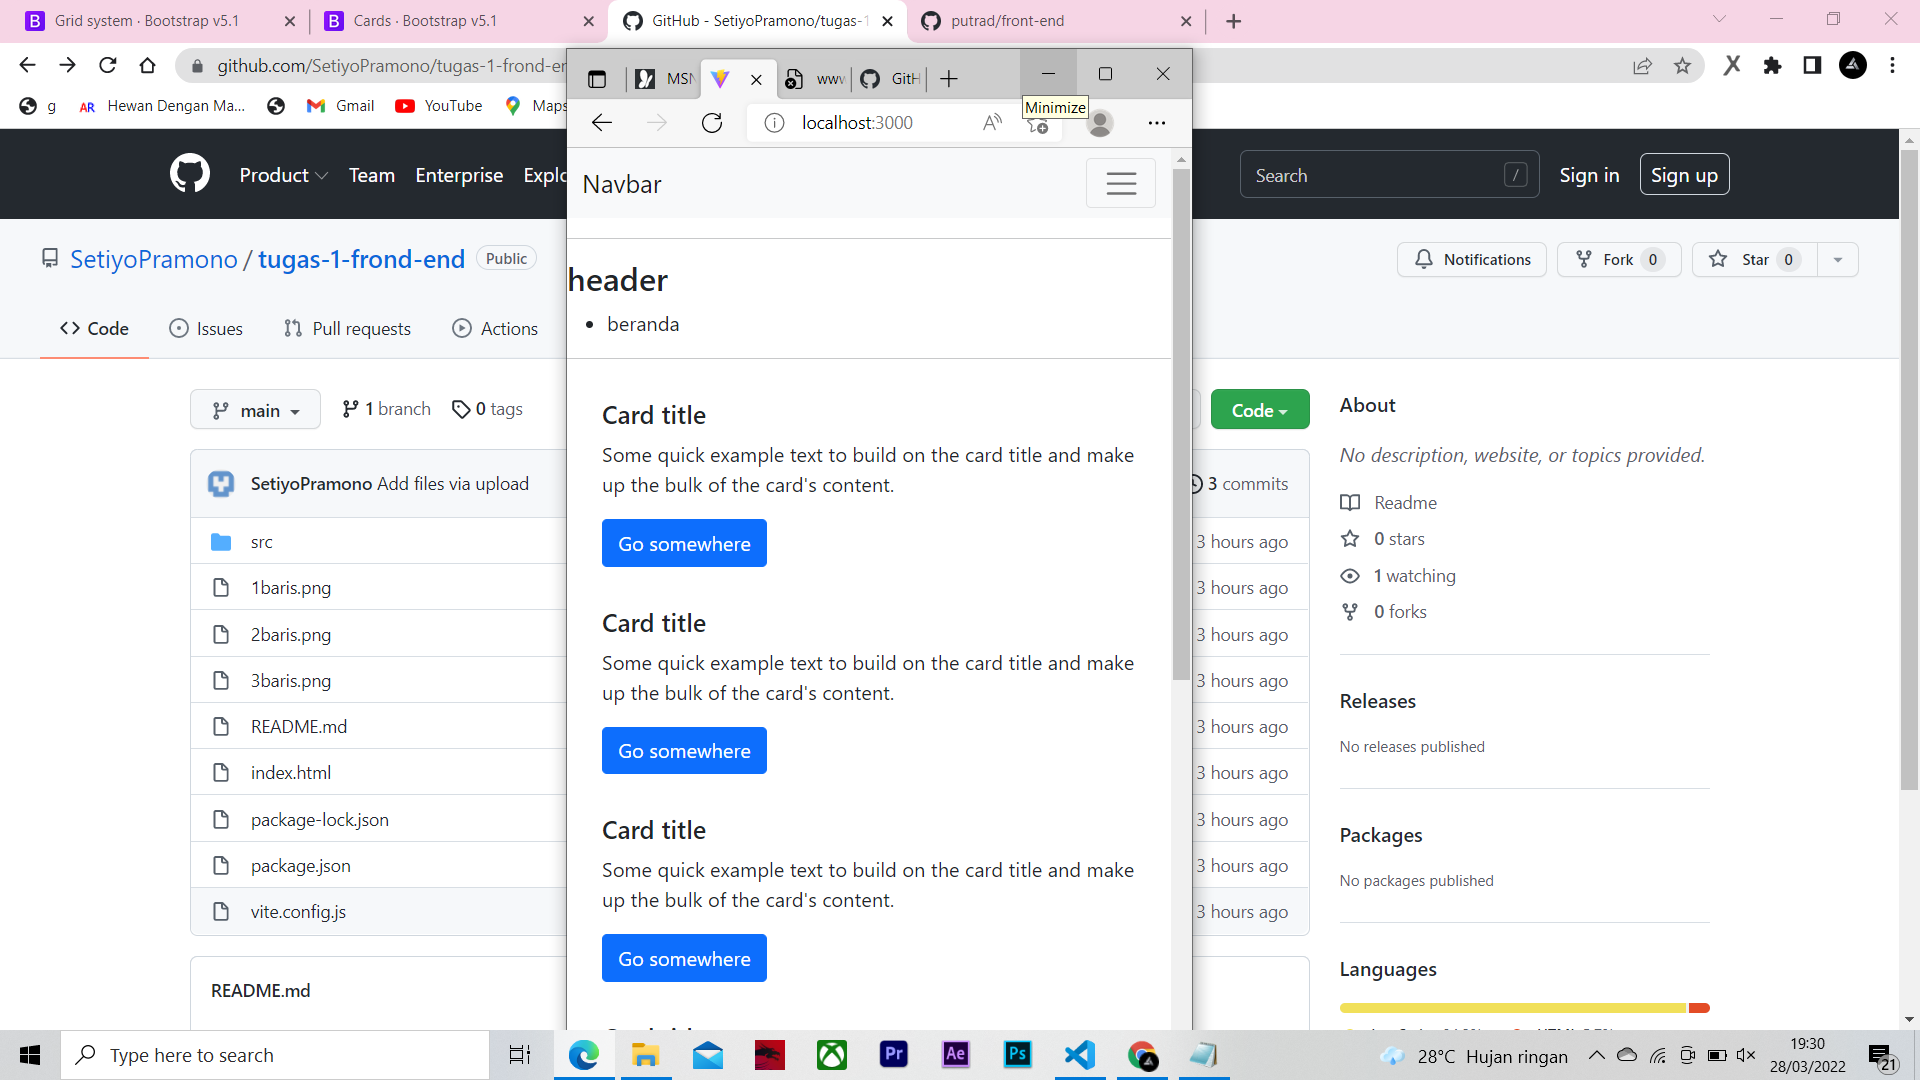 Grid system · Bootstrap v5.1
Cards · Bootstrap v5.1
GitHub - SetiyoPramono/tugas-1
putrad/front-end
github.com/SetiyoPramono/tugas-1-frond-en
g
Hewan Dengan Ma...
Gmail
YouTube
Maps
MSN
www
GitH
Minimize
localhost:3000
Product
Team
Enterprise
Explo
Search
/
Sign in
Sign up
Navbar
SetiyoPramono / tugas-1-frond-end
Public
Notifications
Fork 0
Star 0
header
beranda
Code
Issues
Pull requests
Actions
main
1 branch
0 tags
Code
SetiyoPramono Add files via upload
3 commits
src
3 hours ago
1baris.png
3 hours ago
2baris.png
3 hours ago
3baris.png
3 hours ago
README.md
3 hours ago
index.html
3 hours ago
package-lock.json
3 hours ago
package.json
3 hours ago
vite.config.js
3 hours ago
README.md
Card title
Some quick example text to build on the card title and make
up the bulk of the card's content.
Go somewhere
Card title
Some quick example text to build on the card title and make
up the bulk of the card's content.
Go somewhere
Card title
Some quick example text to build on the card title and make
up the bulk of the card's content.
Go somewhere
About
No description, website, or topics provided.
Readme
0 stars
1 watching
0 forks
Releases
No releases published
Packages
No packages published
Languages
Type here to search
Pr
Ae
Ps
28°C Hujan ringan
19:30
28/03/2022
21